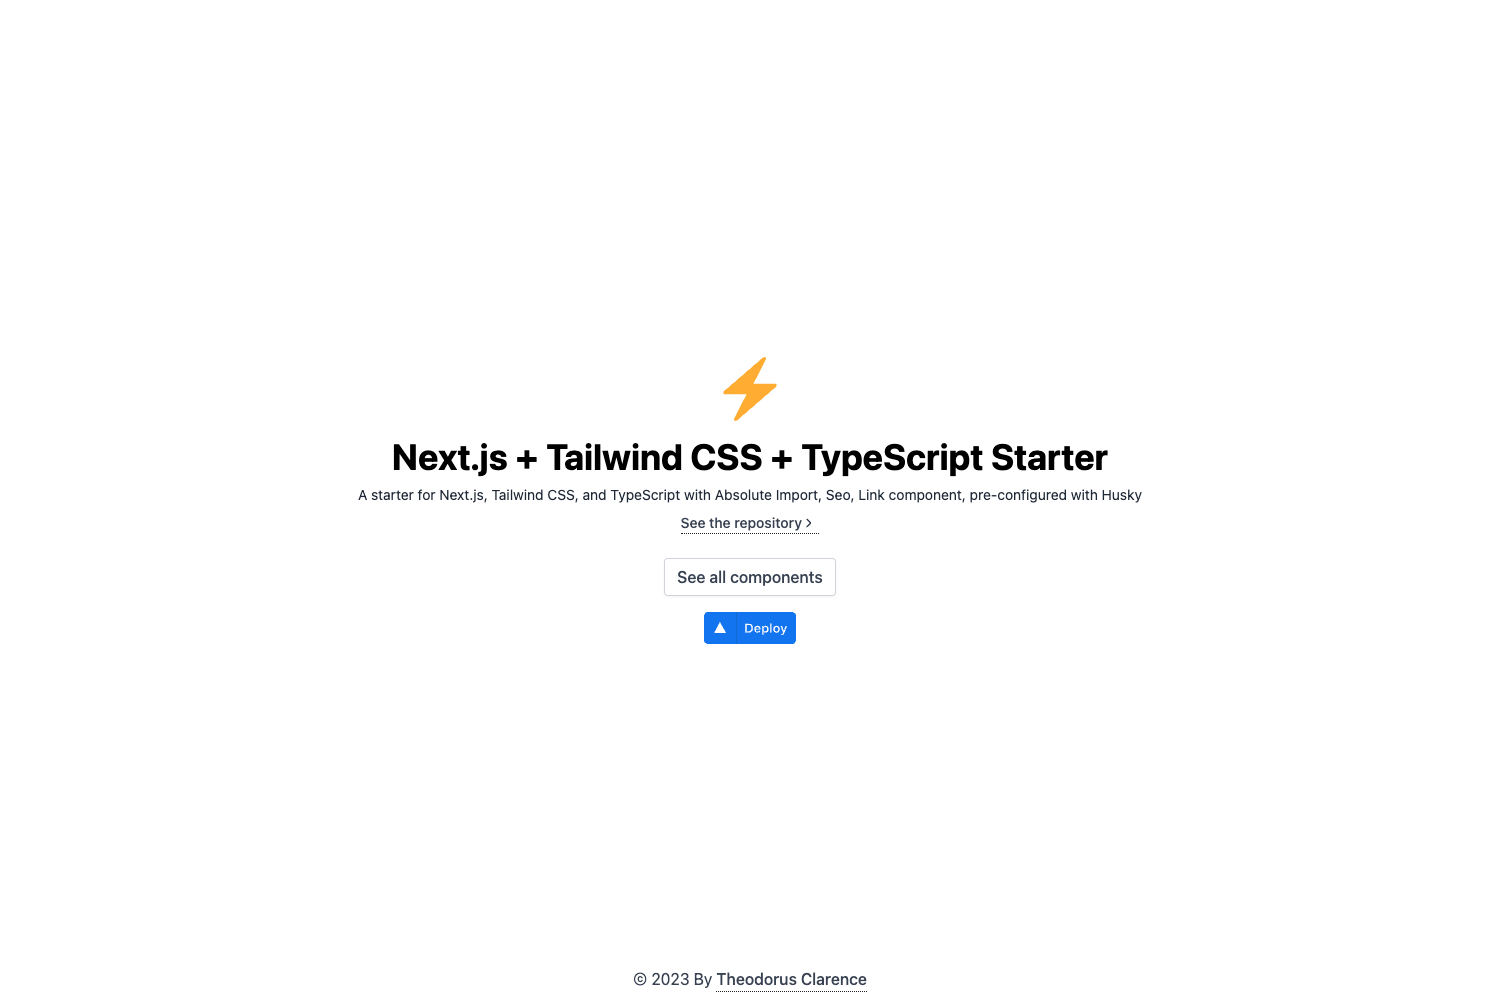 Next.js + Tailwind CSS + TypeScript Starter
A starter for Next.js, Tailwind CSS, and TypeScript with Absolute Import, Seo, Link component, pre-configured with Husky
See the repository
See all components
Deploy
© 2023 By Theodorus Clarence